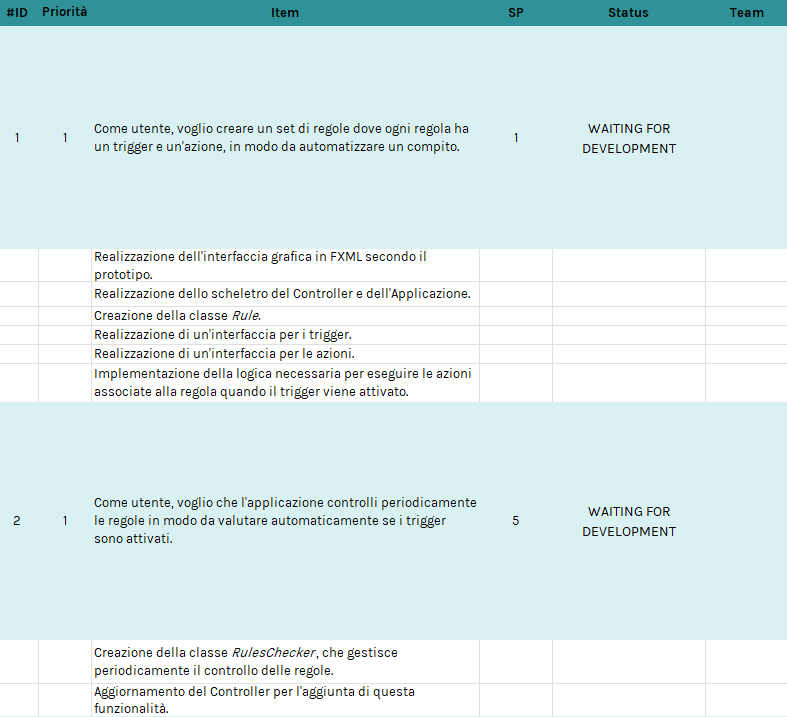 #ID Priorità Item SP Status Team
1 1 Come utente, voglio creare un set di regole dove ogni regola ha
un trigger e un'azione, in modo da automatizzare un compito. 1 WAITING FOR
DEVELOPMENT
Realizzazione dell'interfaccia grafica in FXML secondo il
prototipo.
Realizzazione dello scheletro del Controller e dell'Applicazione.
Creazione della classe Rule.
Realizzazione di un'interfaccia per i trigger.
Realizzazione di un'interfaccia per le azioni.
Implementazione della logica necessaria per eseguire le azioni
associate alla regola quando il trigger viene attivato.
2 1 Come utente, voglio che l'applicazione controlli periodicamente
le regole in modo da valutare automaticamente se i trigger
sono attivati. 5 WAITING FOR
DEVELOPMENT
Creazione della classe RulesChecker, che gestisce
periodicamente il controllo delle regole.
Aggiornamento del Controller per l'aggiunta di questa
funzionalità.